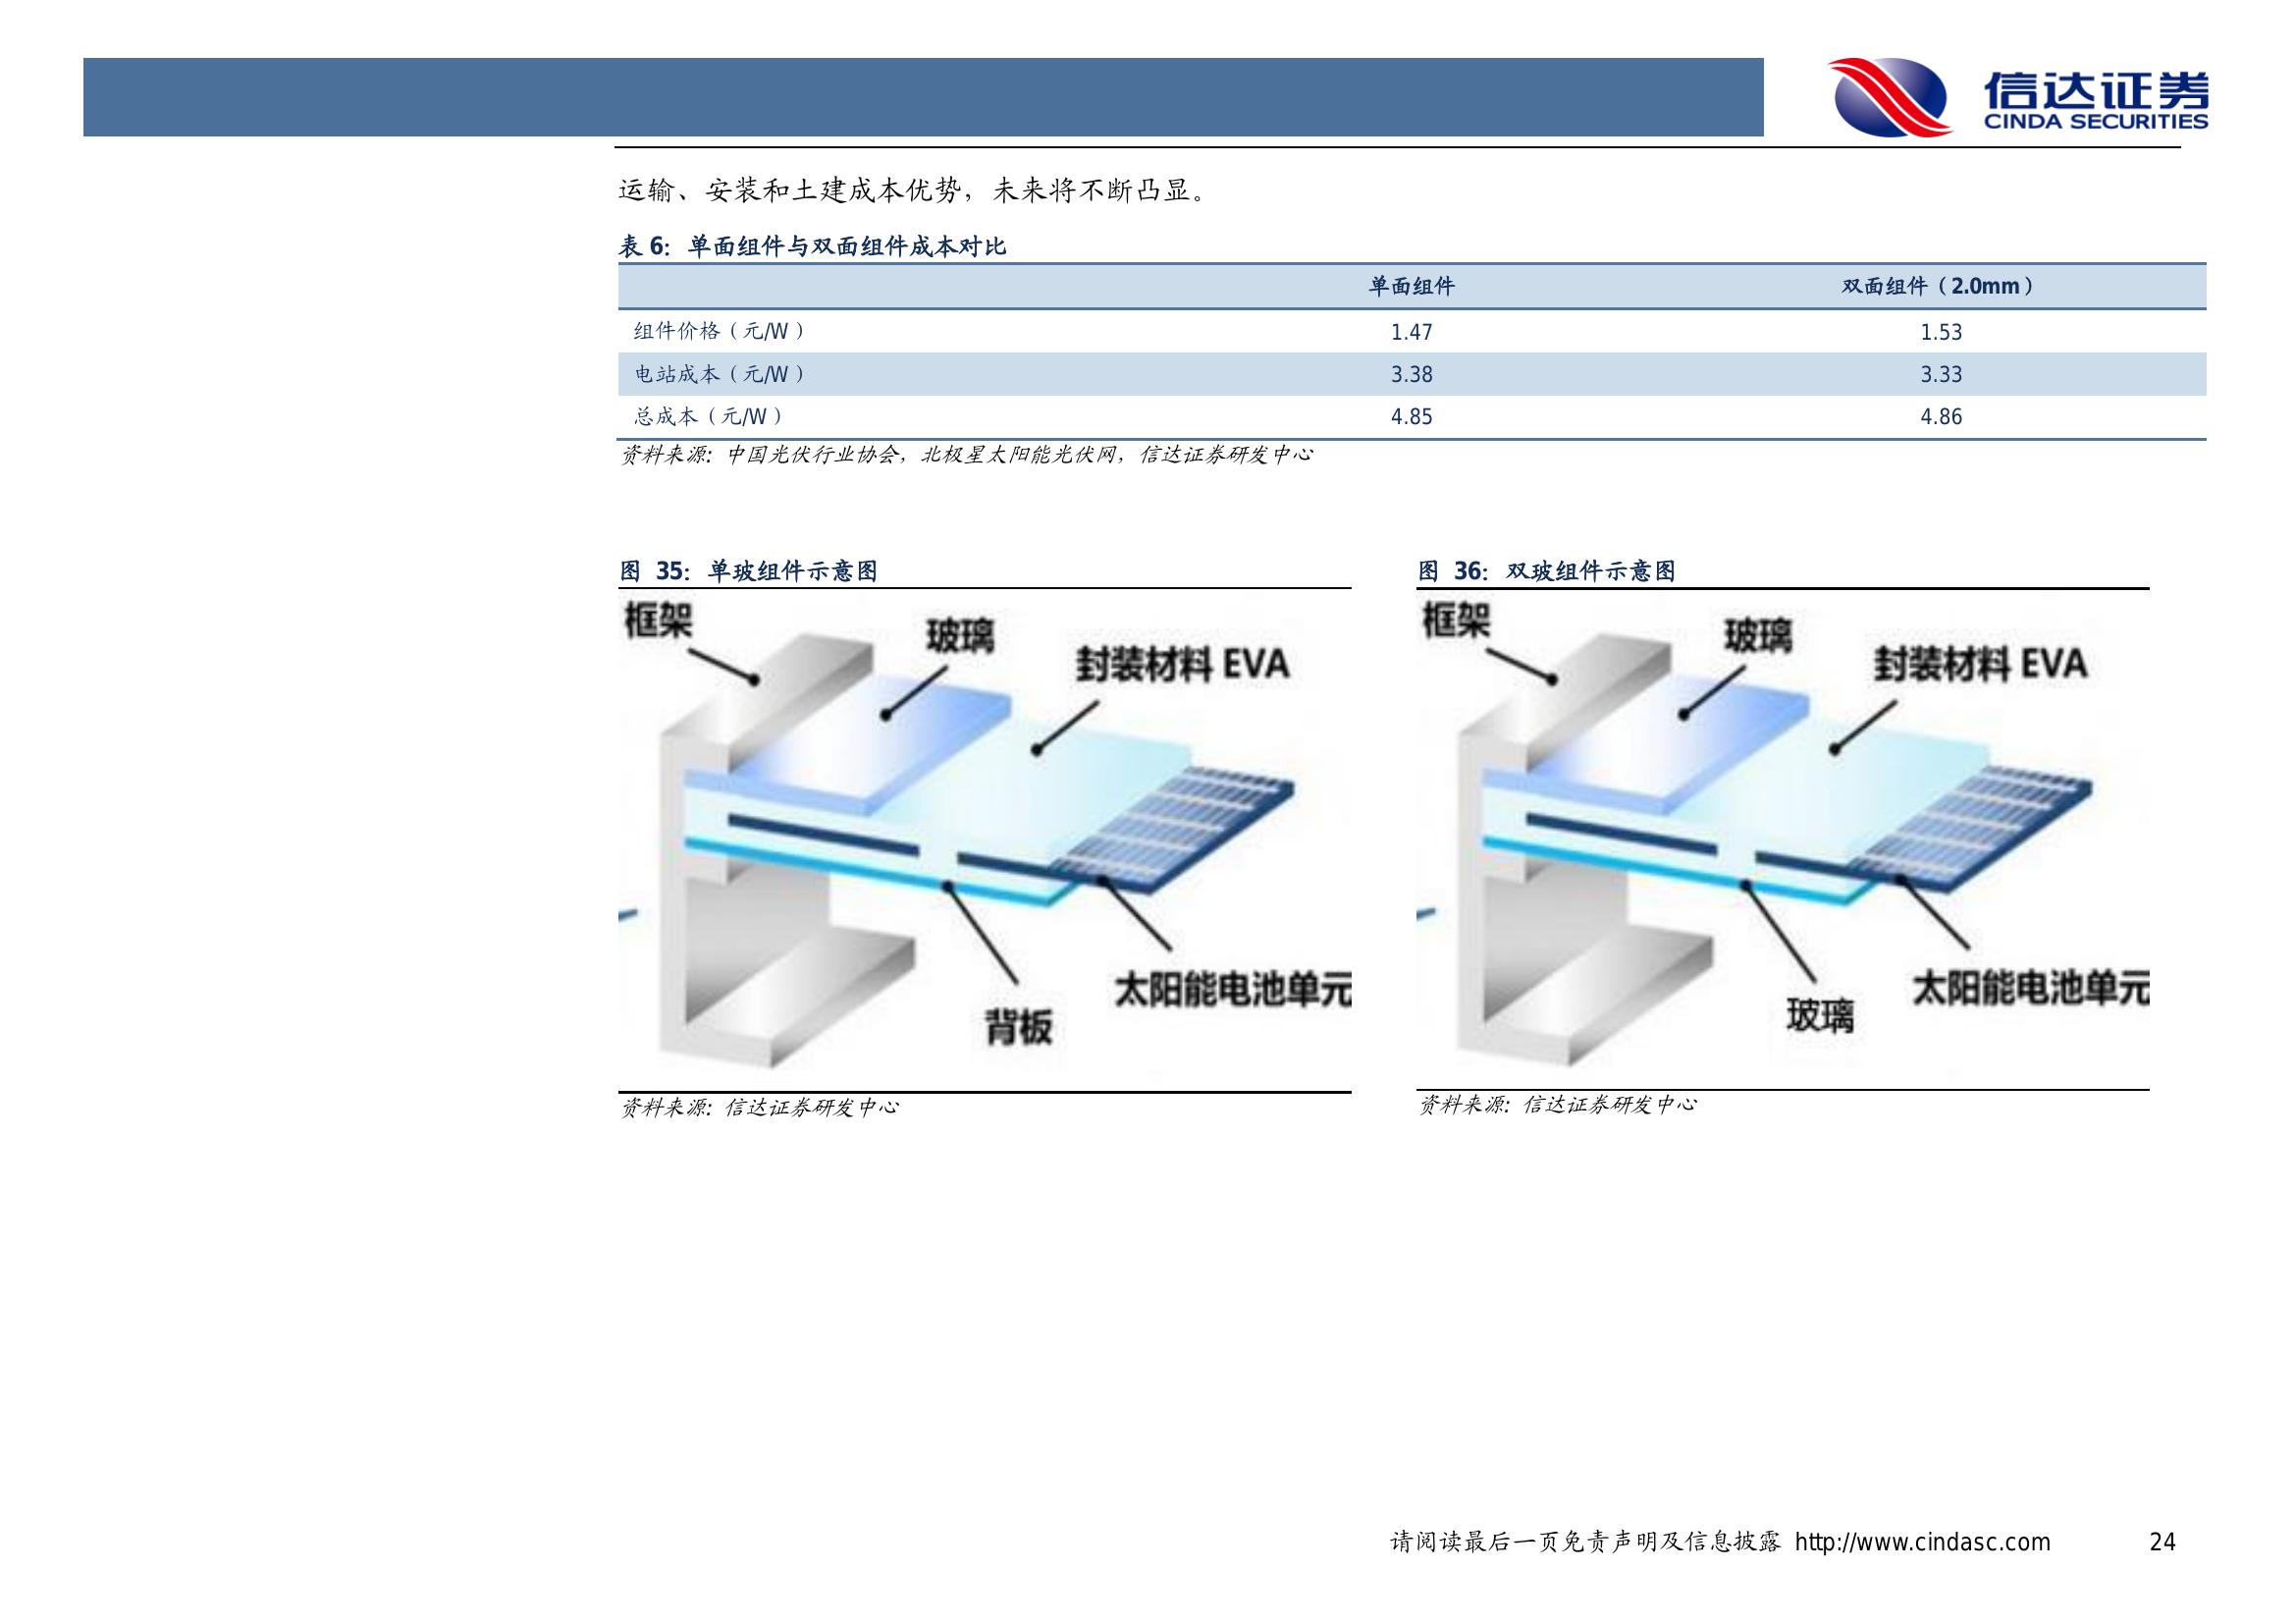 信达证券
CINDA SECURITIES
运输、安装和土建成本优势，未来将不断凸显。
表 6：单面组件与双面组件成本对比
单面组件 双面组件（2.0mm）
组件价格（元/W） 1.47 1.53
电站成本（元/W） 3.38 3.33
总成本（元/W） 4.85 4.86
资料来源：中国光伏行业协会，北极星太阳能光伏网，信达证券研发中心
图 35：单玻组件示意图
框架
玻璃
封装材料 EVA
太阳能电池单元
背板
资料来源：信达证券研发中心
图 36：双玻组件示意图
框架
玻璃
封装材料 EVA
太阳能电池单元
玻璃
资料来源：信达证券研发中心
请阅读最后一页免责声明及信息披露 http://www.cindasc.com 24